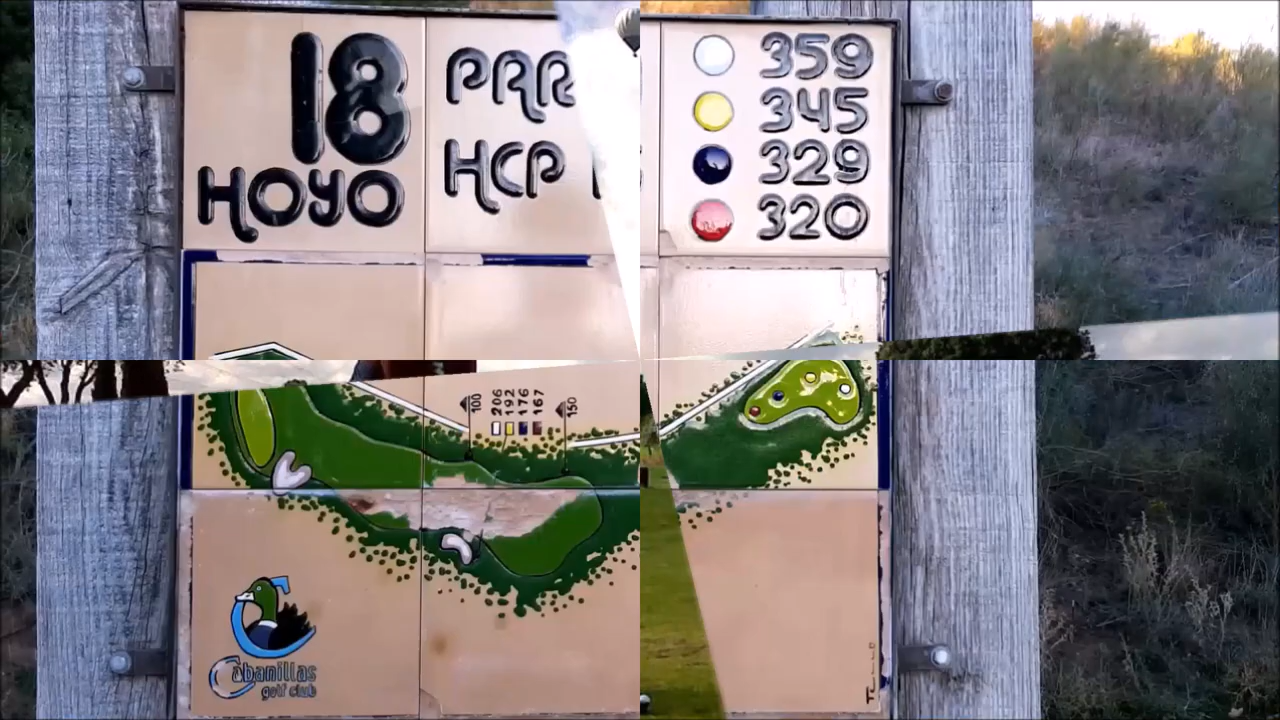 18
HOYO
PAR
HCP
359
345
329
320
100
206
192
176
167
150
Cabanillas
golf club